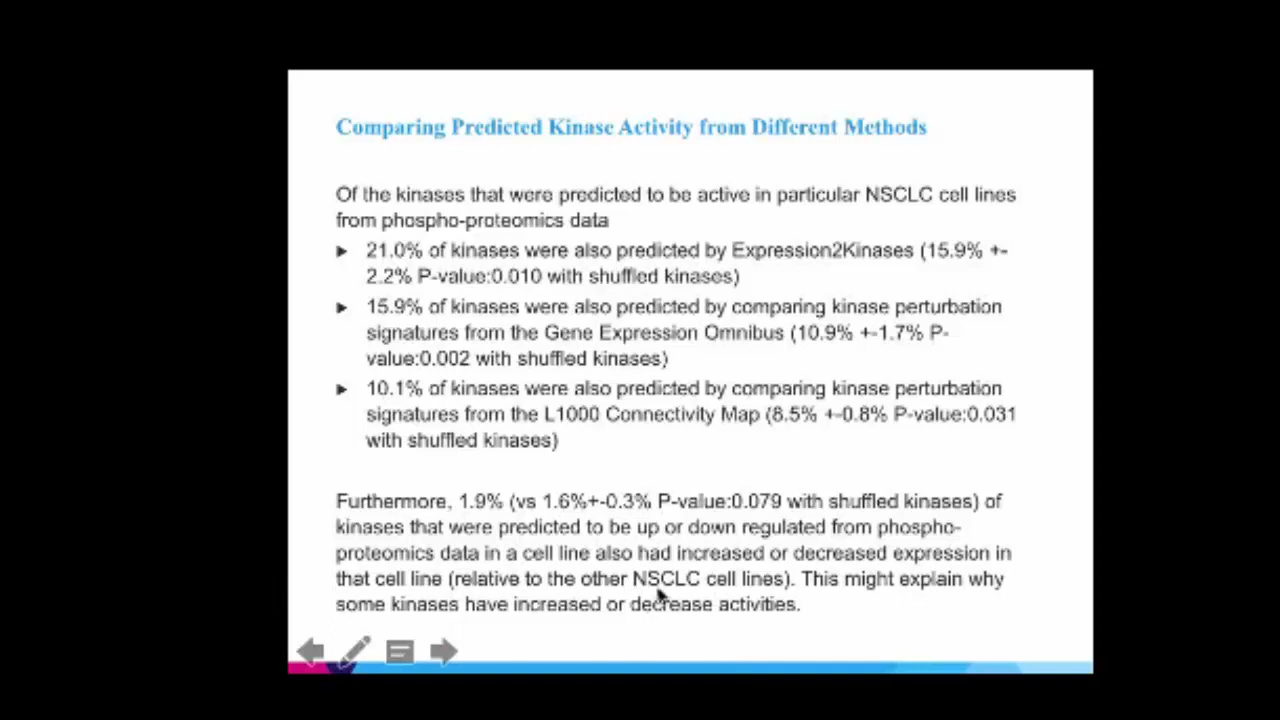 Comparing Predicted Kinase Activity from Different Methods
Of the kinases that were predicted to be active in particular NSCLC cell lines
from phospho-proteomics data
21.0% of kinases were also predicted by Expression2Kinases (15.9% +-
2.2% P-value:0.010 with shuffled kinases)
15.9% of kinases were also predicted by comparing kinase perturbation
signatures from the Gene Expression Omnibus (10.9% +-1.7% P-
value:0.002 with shuffled kinases)
10.1% of kinases were also predicted by comparing kinase perturbation
signatures from the L1000 Connectivity Map (8.5% +-0.8% P-value:0.031
with shuffled kinases)
Furthermore, 1.9% (vs 1.6%+-0.3% P-value:0.079 with shuffled kinases) of
kinases that were predicted to be up or down regulated from phospho-
proteomics data in a cell line also had increased or decreased expression in
that cell line (relative to the other NSCLC cell lines). This might explain why
some kinases have increased or decrease activities.